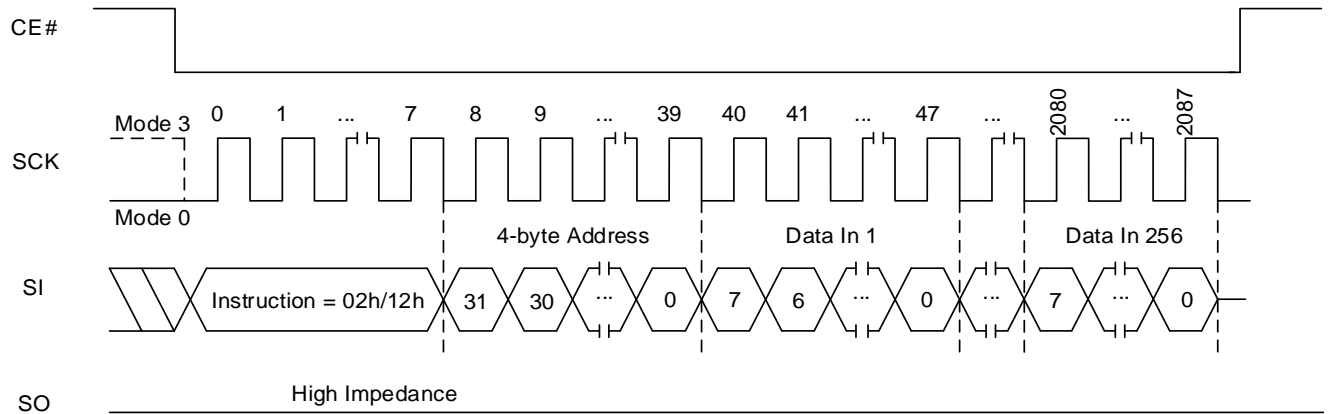 CE#
SCK
Mode 3
Mode 0
0 1 ... 7 8 9 ... 39 40 41 ... 47 ... 2080 ... 2087
4-byte Address
Data In 1
Data In 256
SI
Instruction = 02h/12h
31 30 ... 0 7 6 ... 0 ... 7 ... 0
SO
High Impedance